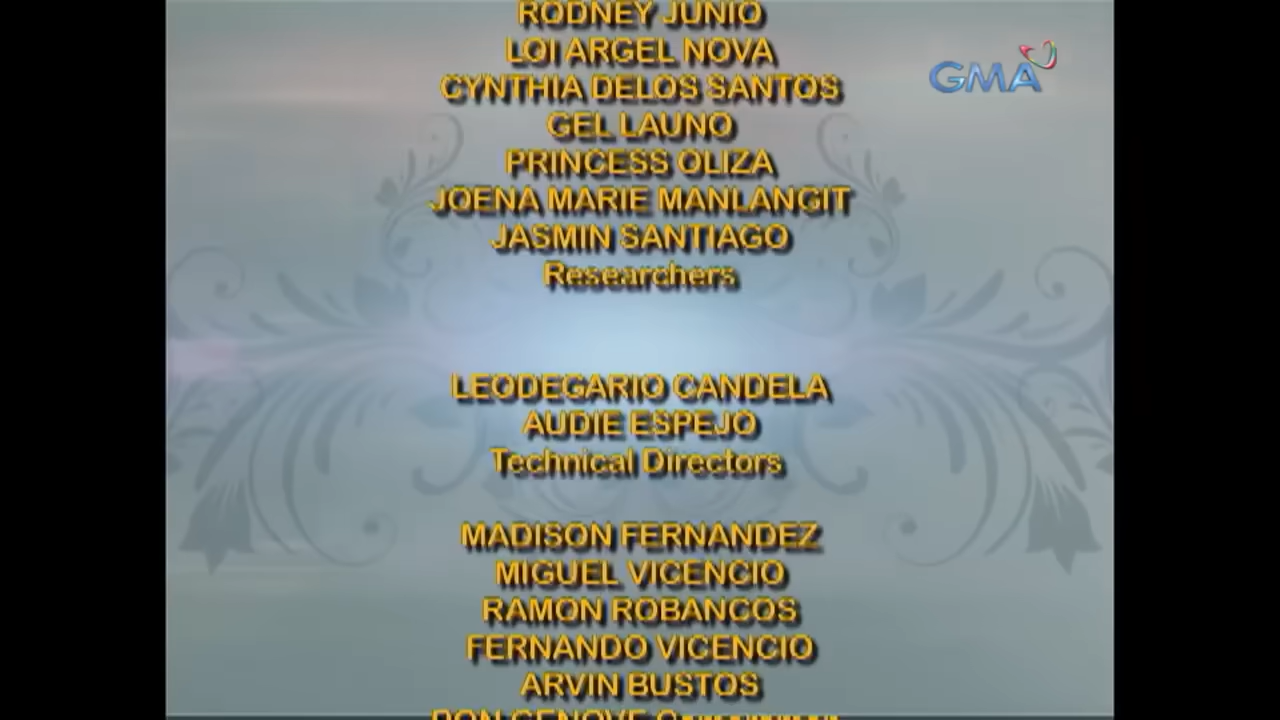 RODNEY JUNIO
LOI ARGEL NOVA
GMA
CYNTHIA DELOS SANTOS
GEL LAUNO
PRINCESS OLIZA
JOENA MARIE MANLANGIT
JASMIN SANTIAGO
Researchers
LEODEGARIO CANDELA
AUDIE ESPEJO
Technical Directors
MADISON FERNANDEZ
MIGUEL VICENCIO
RAMON ROBANCOS
FERNANDO VICENCIO
ARVIN BUSTOS